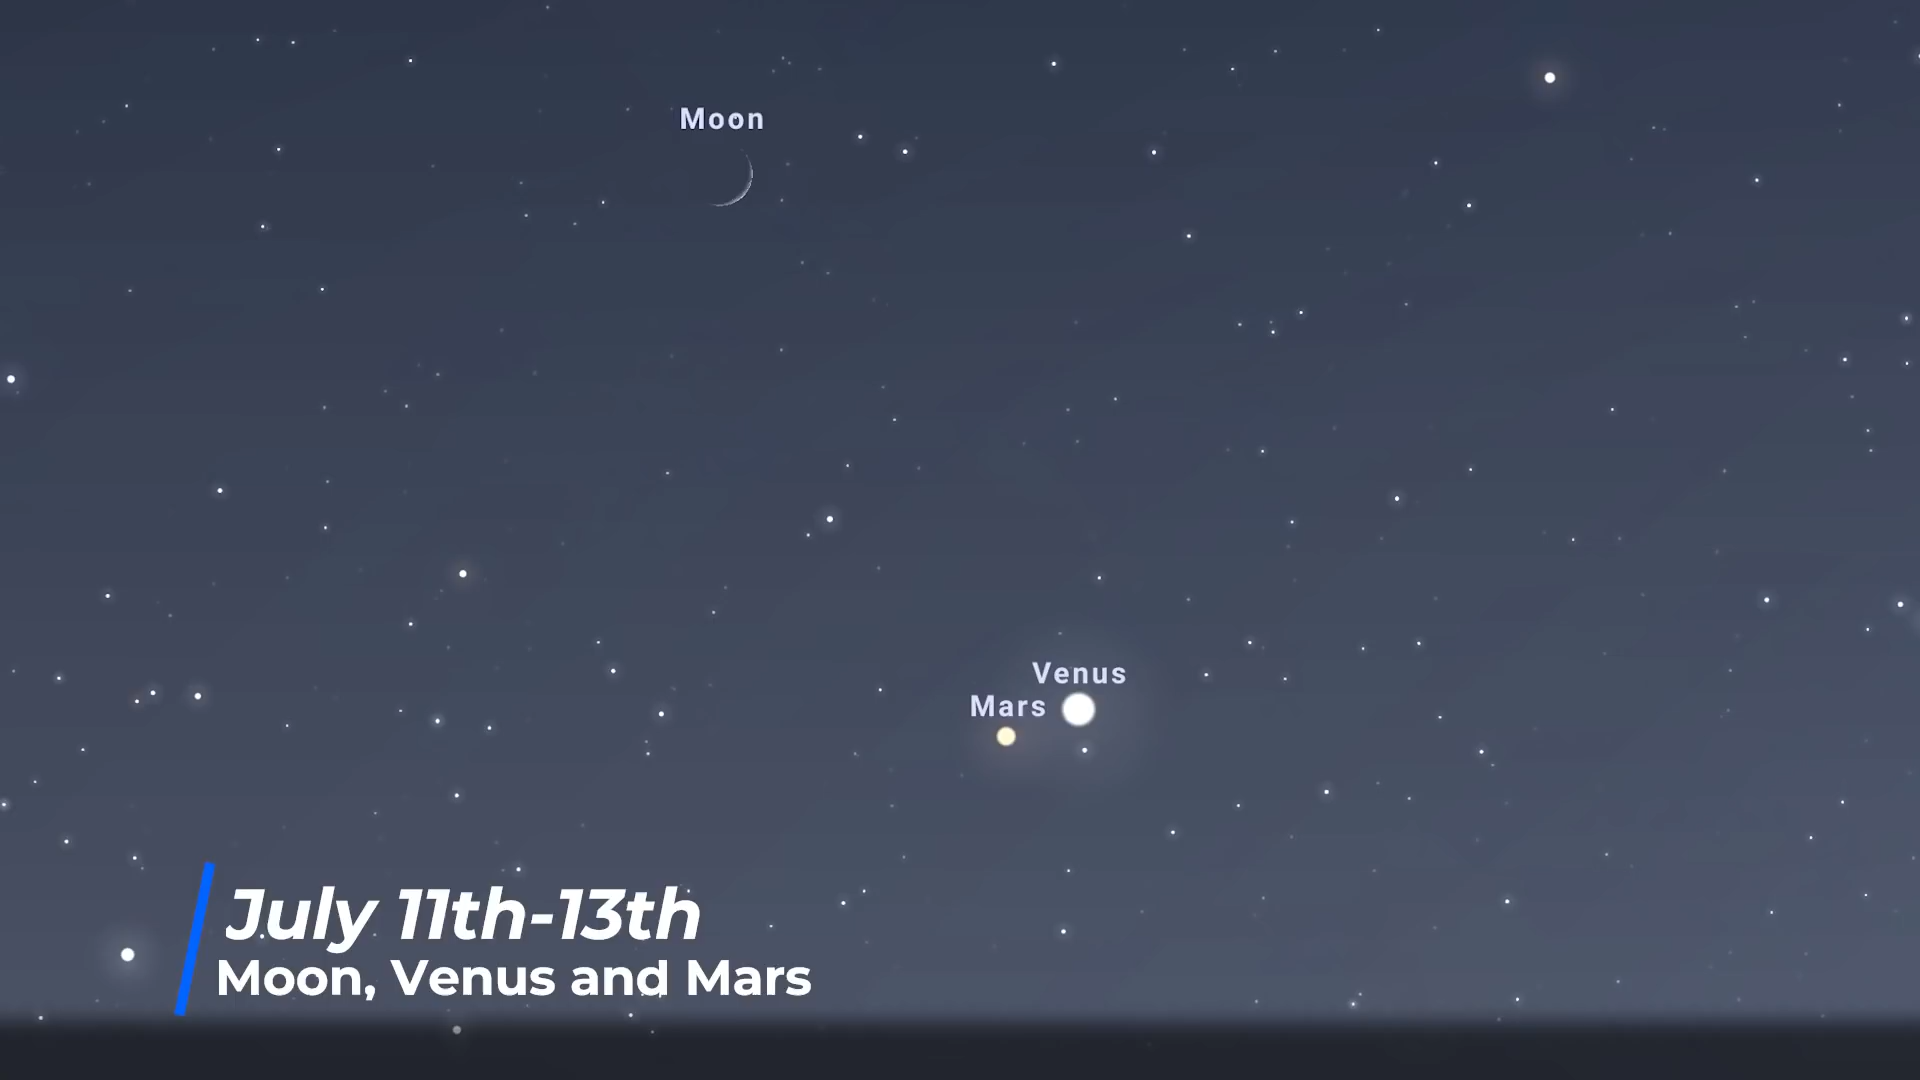 Moon
Venus
Mars
July 11th-13th
Moon, Venus and Mars